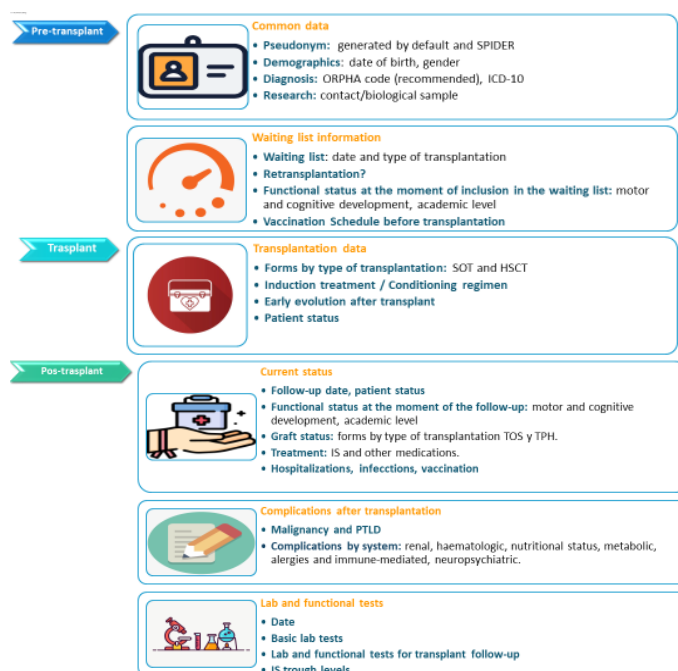 Pre-transplant
Common data
• Pseudonym: generated by default and SPIDER
• Demographics: date of birth, gender
• Diagnosis: ORPHA code (recommended), ICD-10
• Research: contact/biological sample
Waiting list information
• Waiting list: date and type of transplantation
• Retransplantation?
• Functional status at the moment of inclusion in the waiting list: motor
and cognitive development, academic level
• Vaccination Schedule before transplantation
Trasplant
Transplantation data
• Forms by type of transplantation: SOT and HSCT
• Induction treatment / Conditioning regimen
• Early evolution after transplant
• Patient status
Pos-trasplant
Current status
• Follow-up date, patient status
• Functional status at the moment of the follow-up: motor and cognitive
development, academic level
• Graft status: forms by type of transplantation TOS y TPH.
• Treatment: IS and other medications.
• Hospitalizations, infecctions, vaccination
Complications after transplantation
• Malignancy and PTLD
• Complications by system: renal, haematologic, nutritional status, metabolic,
alergies and immune-mediated, neuropsychiatric.
Lab and functional tests
• Date
• Basic lab tests
• Lab and functional tests for transplant follow-up
• IS trough levels